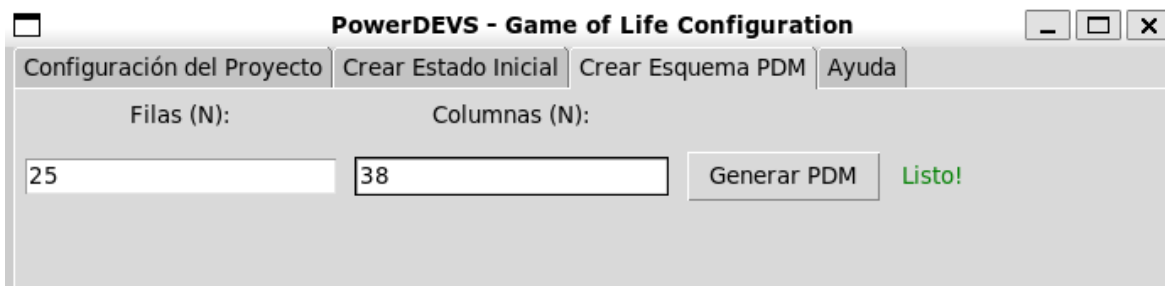 PowerDEVS - Game of Life Configuration
Configuración del Proyecto Crear Estado Inicial Crear Esquema PDM Ayuda
Filas (N): Columnas (N):
25 38 Generar PDM Listo!